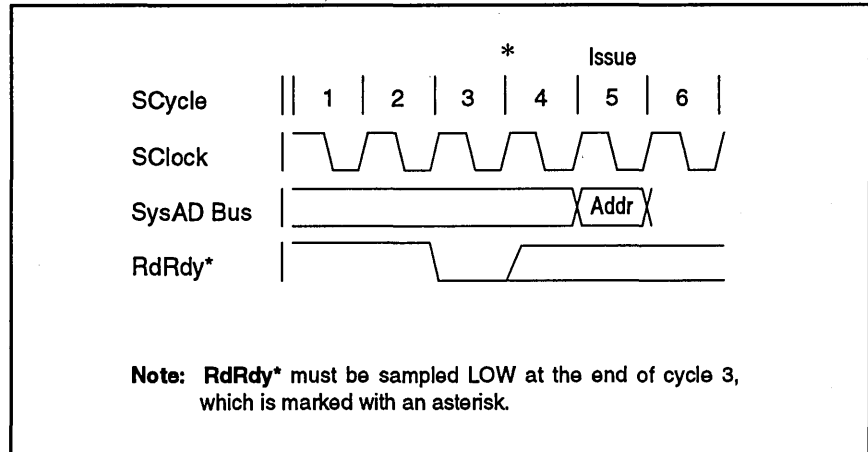 * Issue
SCycle 1 2 3 4 5 6
SClock
SysAD Bus Addr
RdRdy*
Note: RdRdy* must be sampled LOW at the end of cycle 3,
which is marked with an asterisk.